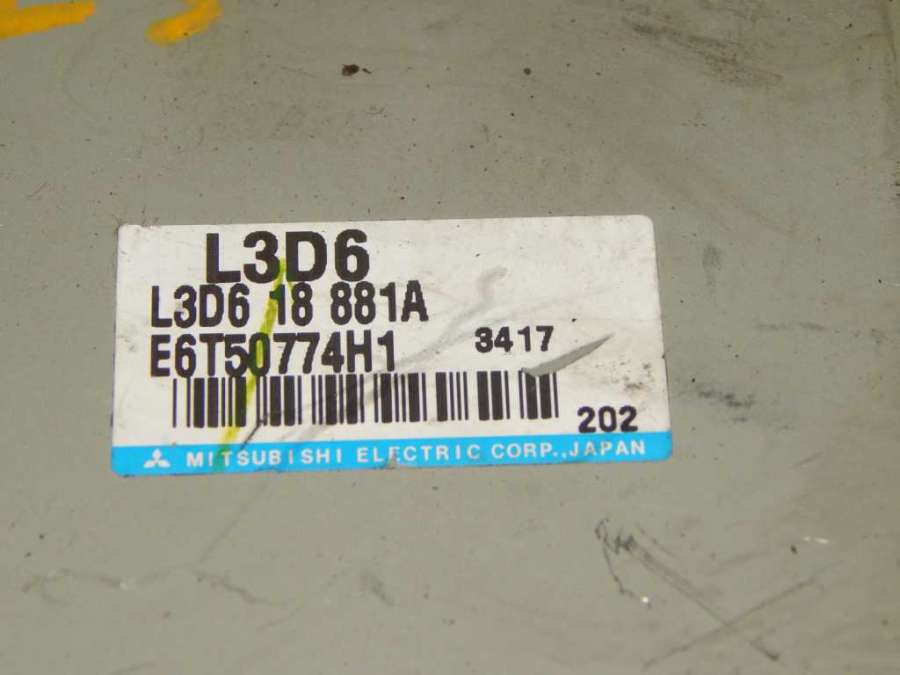 L3D6
L3D6 18 881A
E6T50774H1 3417
202
MITSUBISHI ELECTRIC CORP., JAPAN